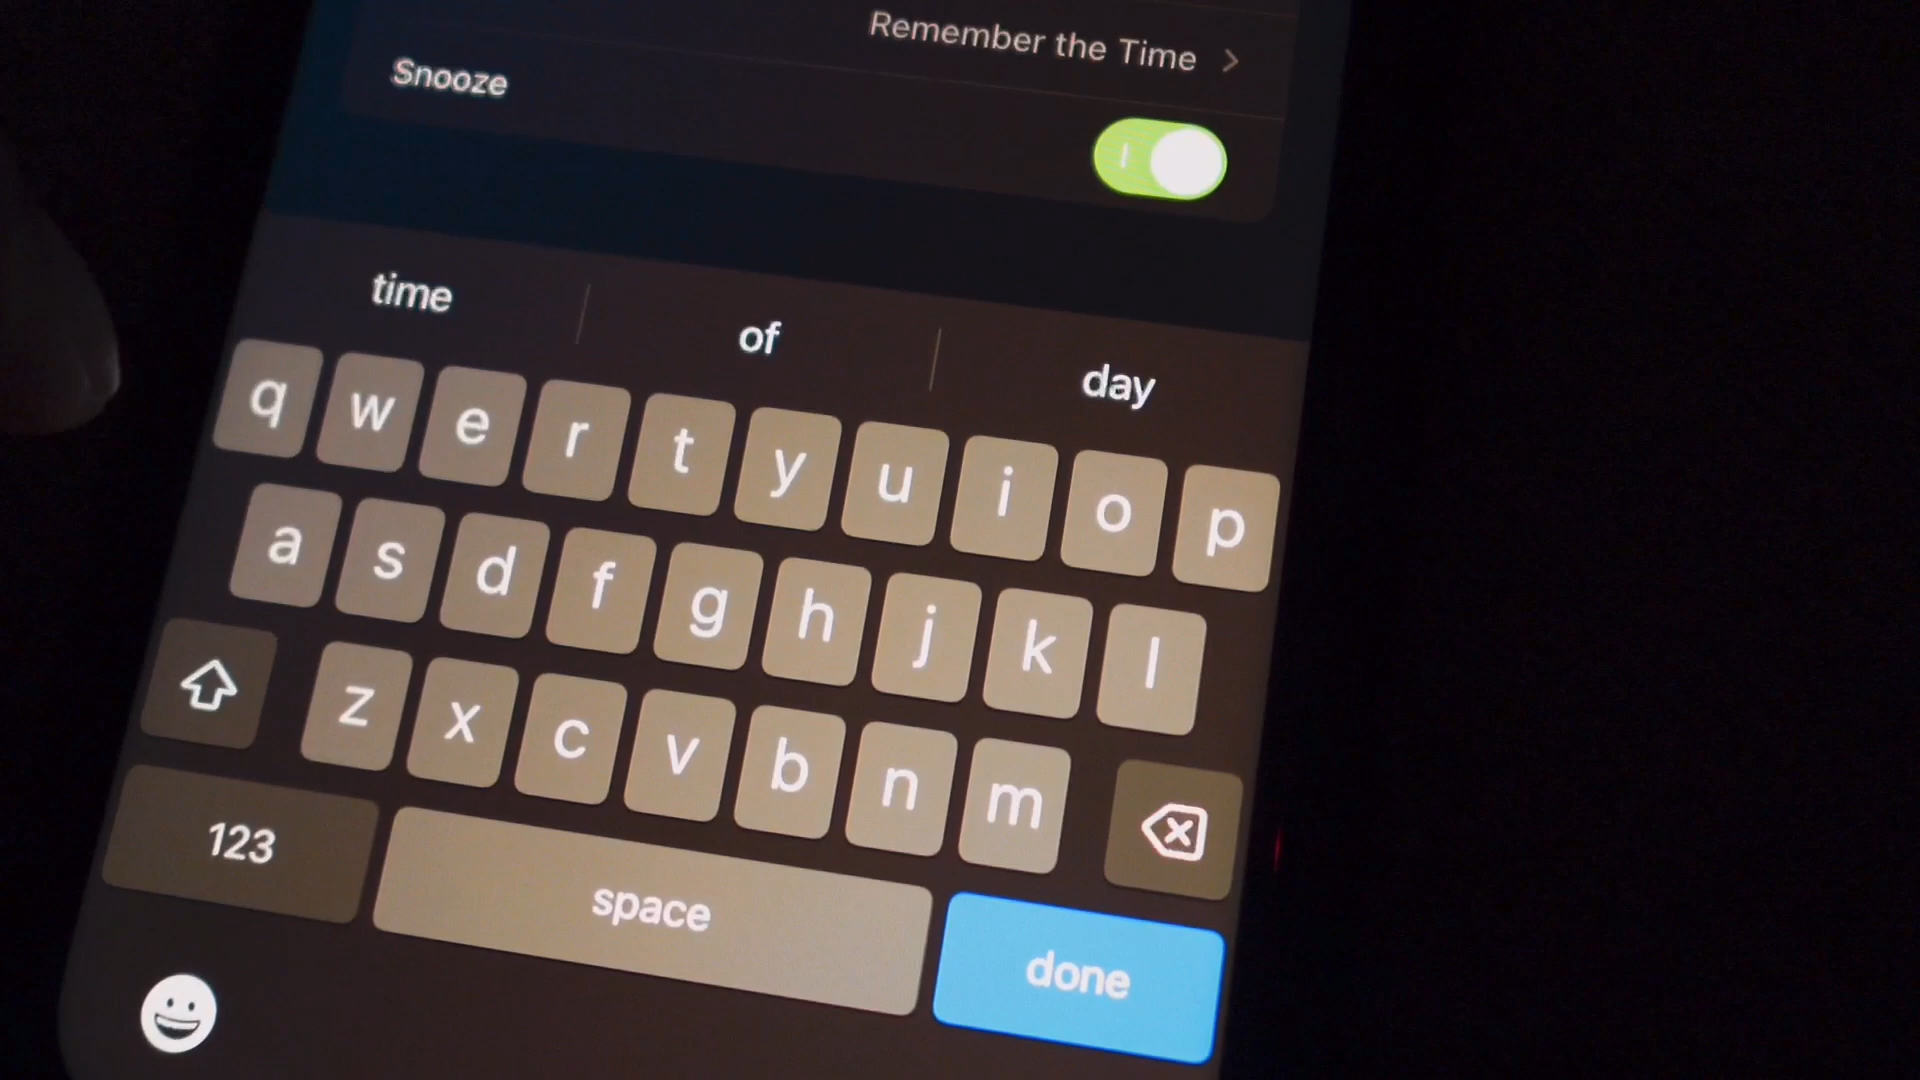 Remember the Time
Snooze
time of day
q w e r t y u i o p
a s d f g h j k l
z x c v b n m
123 space done